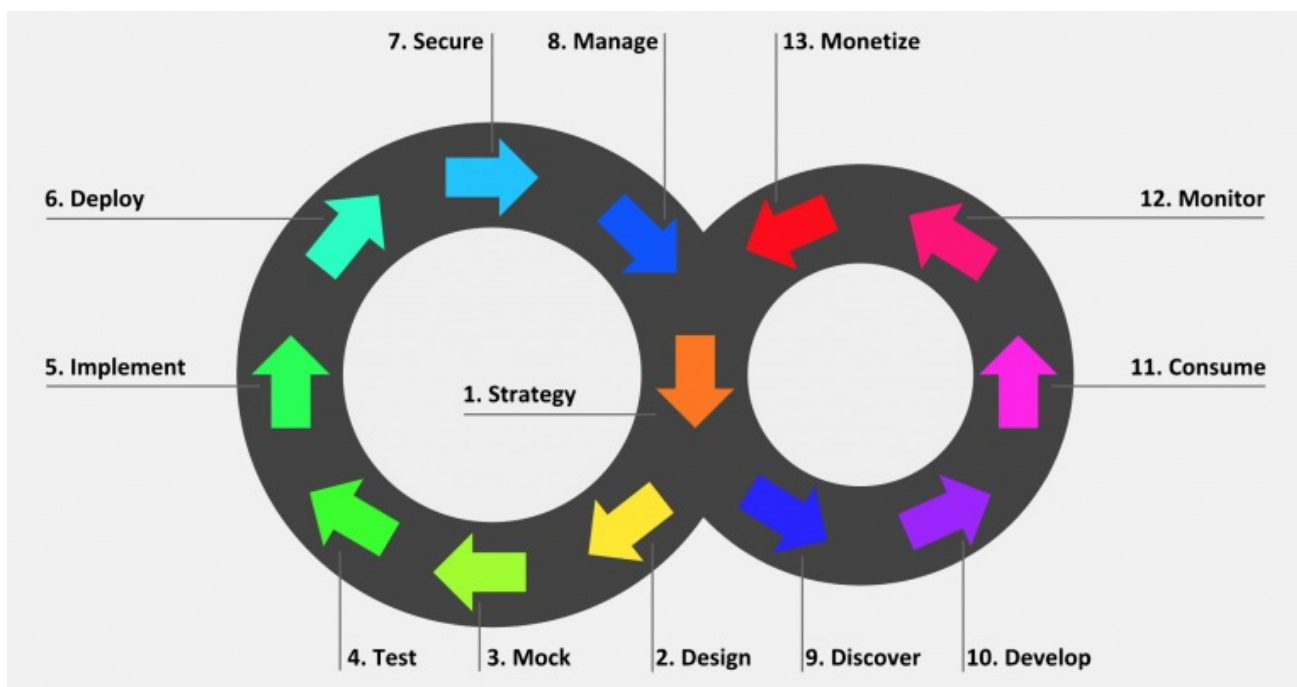 7. Secure
8. Manage
13. Monetize
6. Deploy
12. Monitor
5. Implement
11. Consume
1. Strategy
4. Test
3. Mock
2. Design
9. Discover
10. Develop